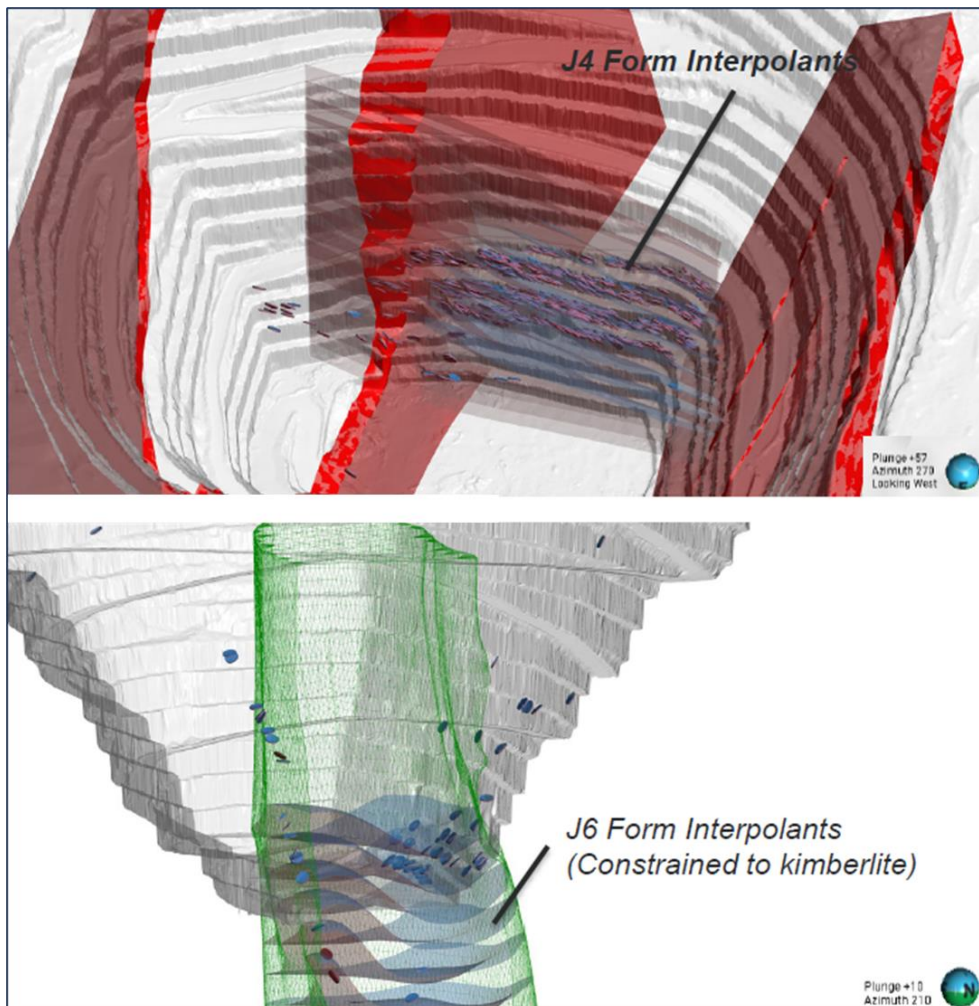 J4 Form Interpolants
Plunge +57
Azimuth 270
Looking West
E
J6 Form Interpolants
(Constrained to kimberlite)
Plunge +10
Azimuth 210
N